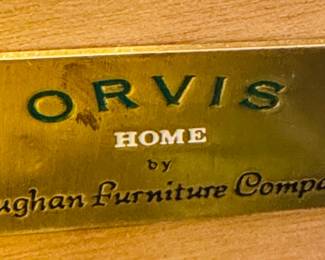 ORVIS
HOME
by
ughan Furniture Compa